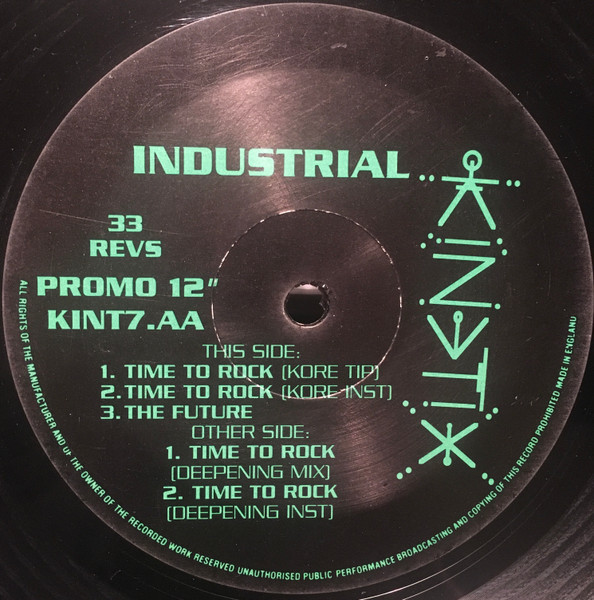 INDUSTRIAL
KINETIX
33
REVS
PROMO 12"
KINT7.AA
THIS SIDE:
1. TIME TO ROCK (KORE TIP)
2. TIME TO ROCK (KORE INST)
3. THE FUTURE
OTHER SIDE:
1. TIME TO ROCK
(DEEPENING MIX)
2. TIME TO ROCK
(DEEPENING INST)
ALL RIGHTS OF THE MANUFACTURER AND OF THE OWNER OF THE RECORDED WORK RESERVED UNAUTHORISED PUBLIC PERFORMANCE BROADCASTING AND COPYING OF THIS RECORD PROHIBITED MADE IN ENGLAND